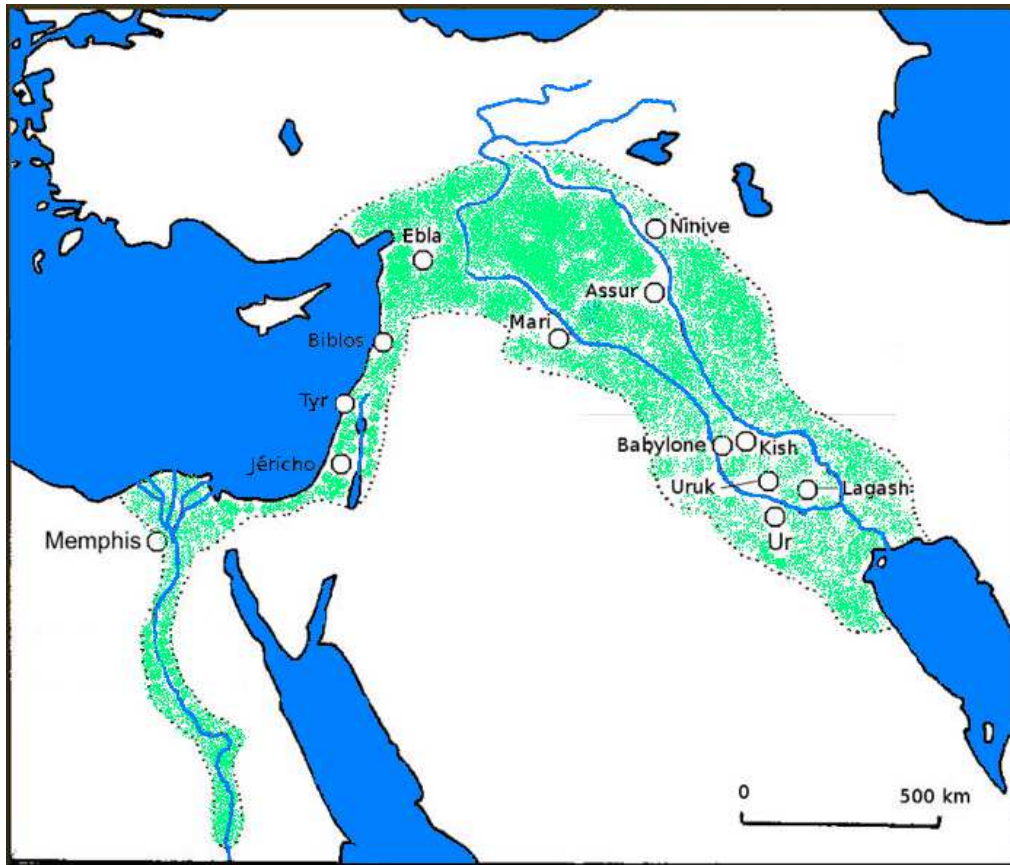 Ninive
Ebla
Assur
Mari
Biblos
Tyr
Babylone
Kish
Jéricho
Uruk
Lagash
Memphis
Ur
0 500 km